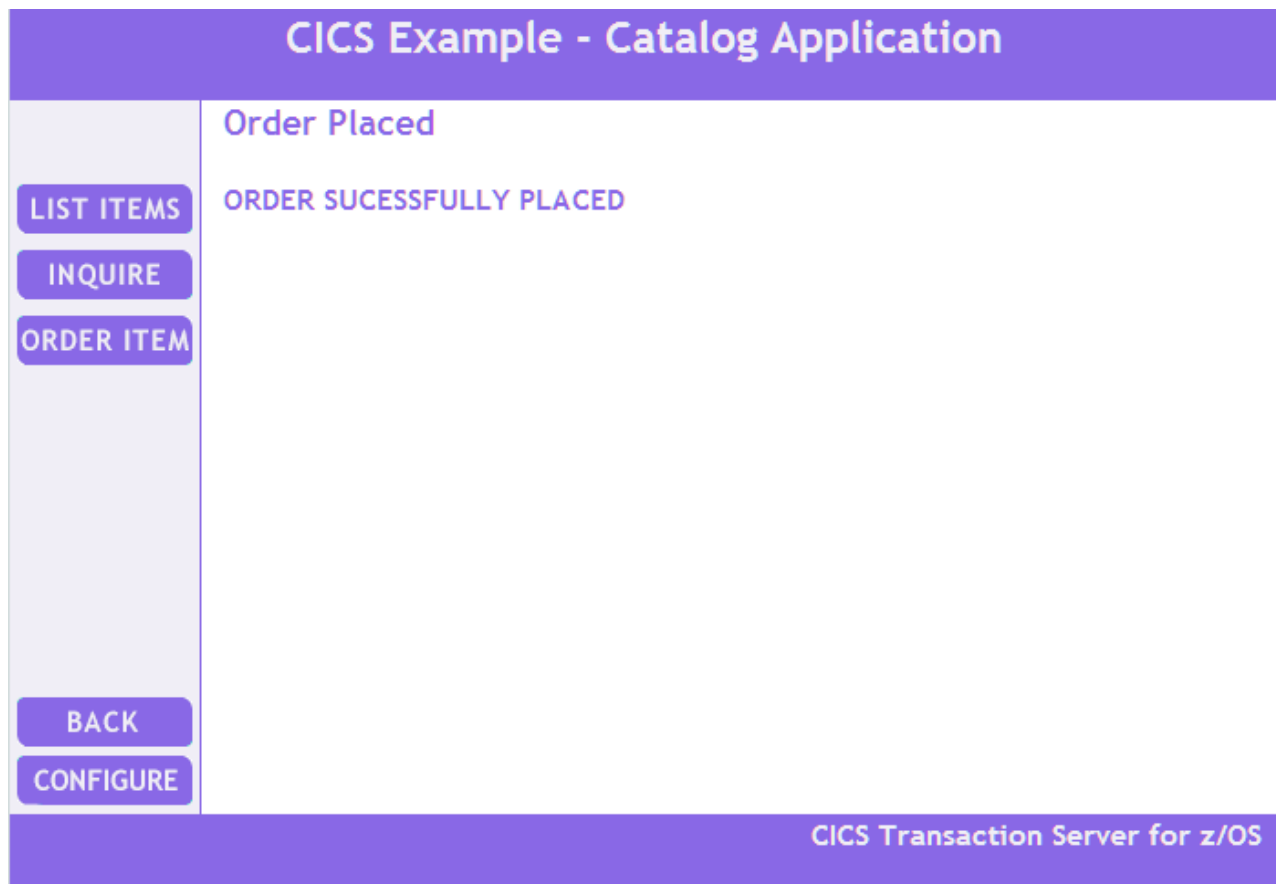 CICS Example - Catalog Application
Order Placed
ORDER SUCESSFULLY PLACED
LIST ITEMS
INQUIRE
ORDER ITEM
BACK
CONFIGURE
CICS Transaction Server for z/OS